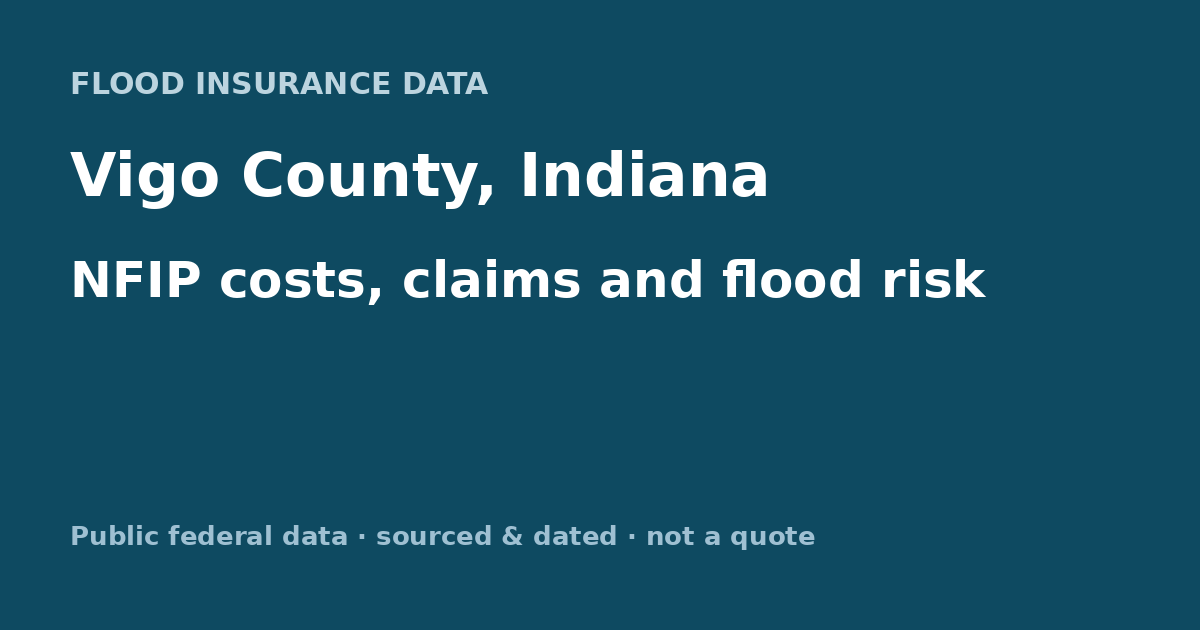 FLOOD INSURANCE DATA
Vigo County, Indiana
NFIP costs, claims and flood risk
Public federal data · sourced & dated · not a quote